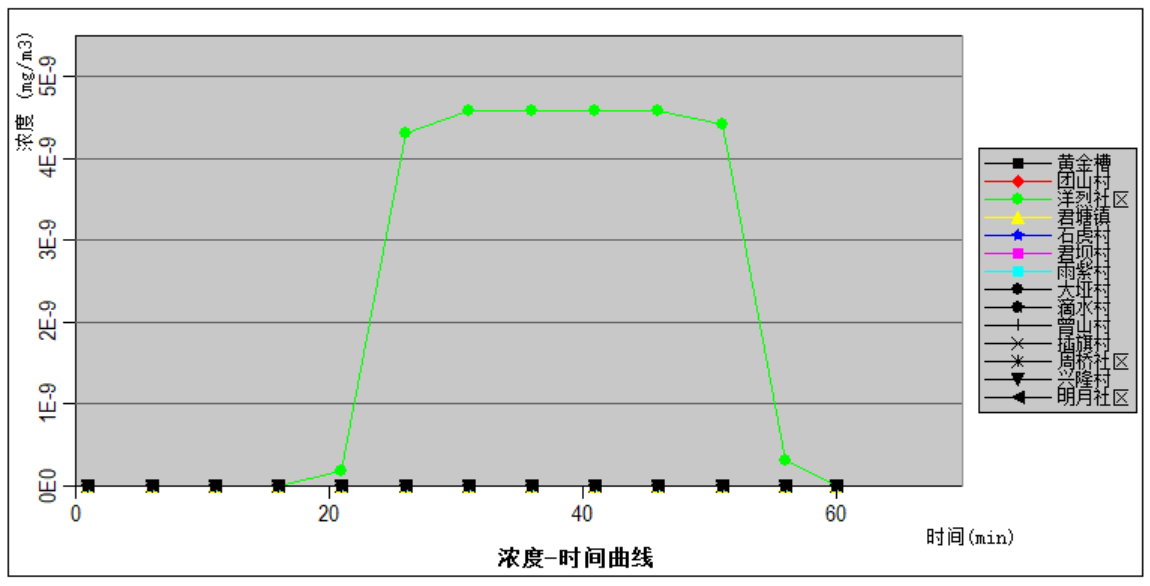 浓度 (mg/m3)
5E-9
4E-9
3E-9
2E-9
1E-9
0E0
0
20
40
60
时间(min)
浓度-时间曲线
黄金槽
团山村
洋烈社区
君塘镇
石虎村
君坝村
雨紫村
大垭村
滴水村
曾山村
插旗村
周桥社区
兴隆村
明月社区